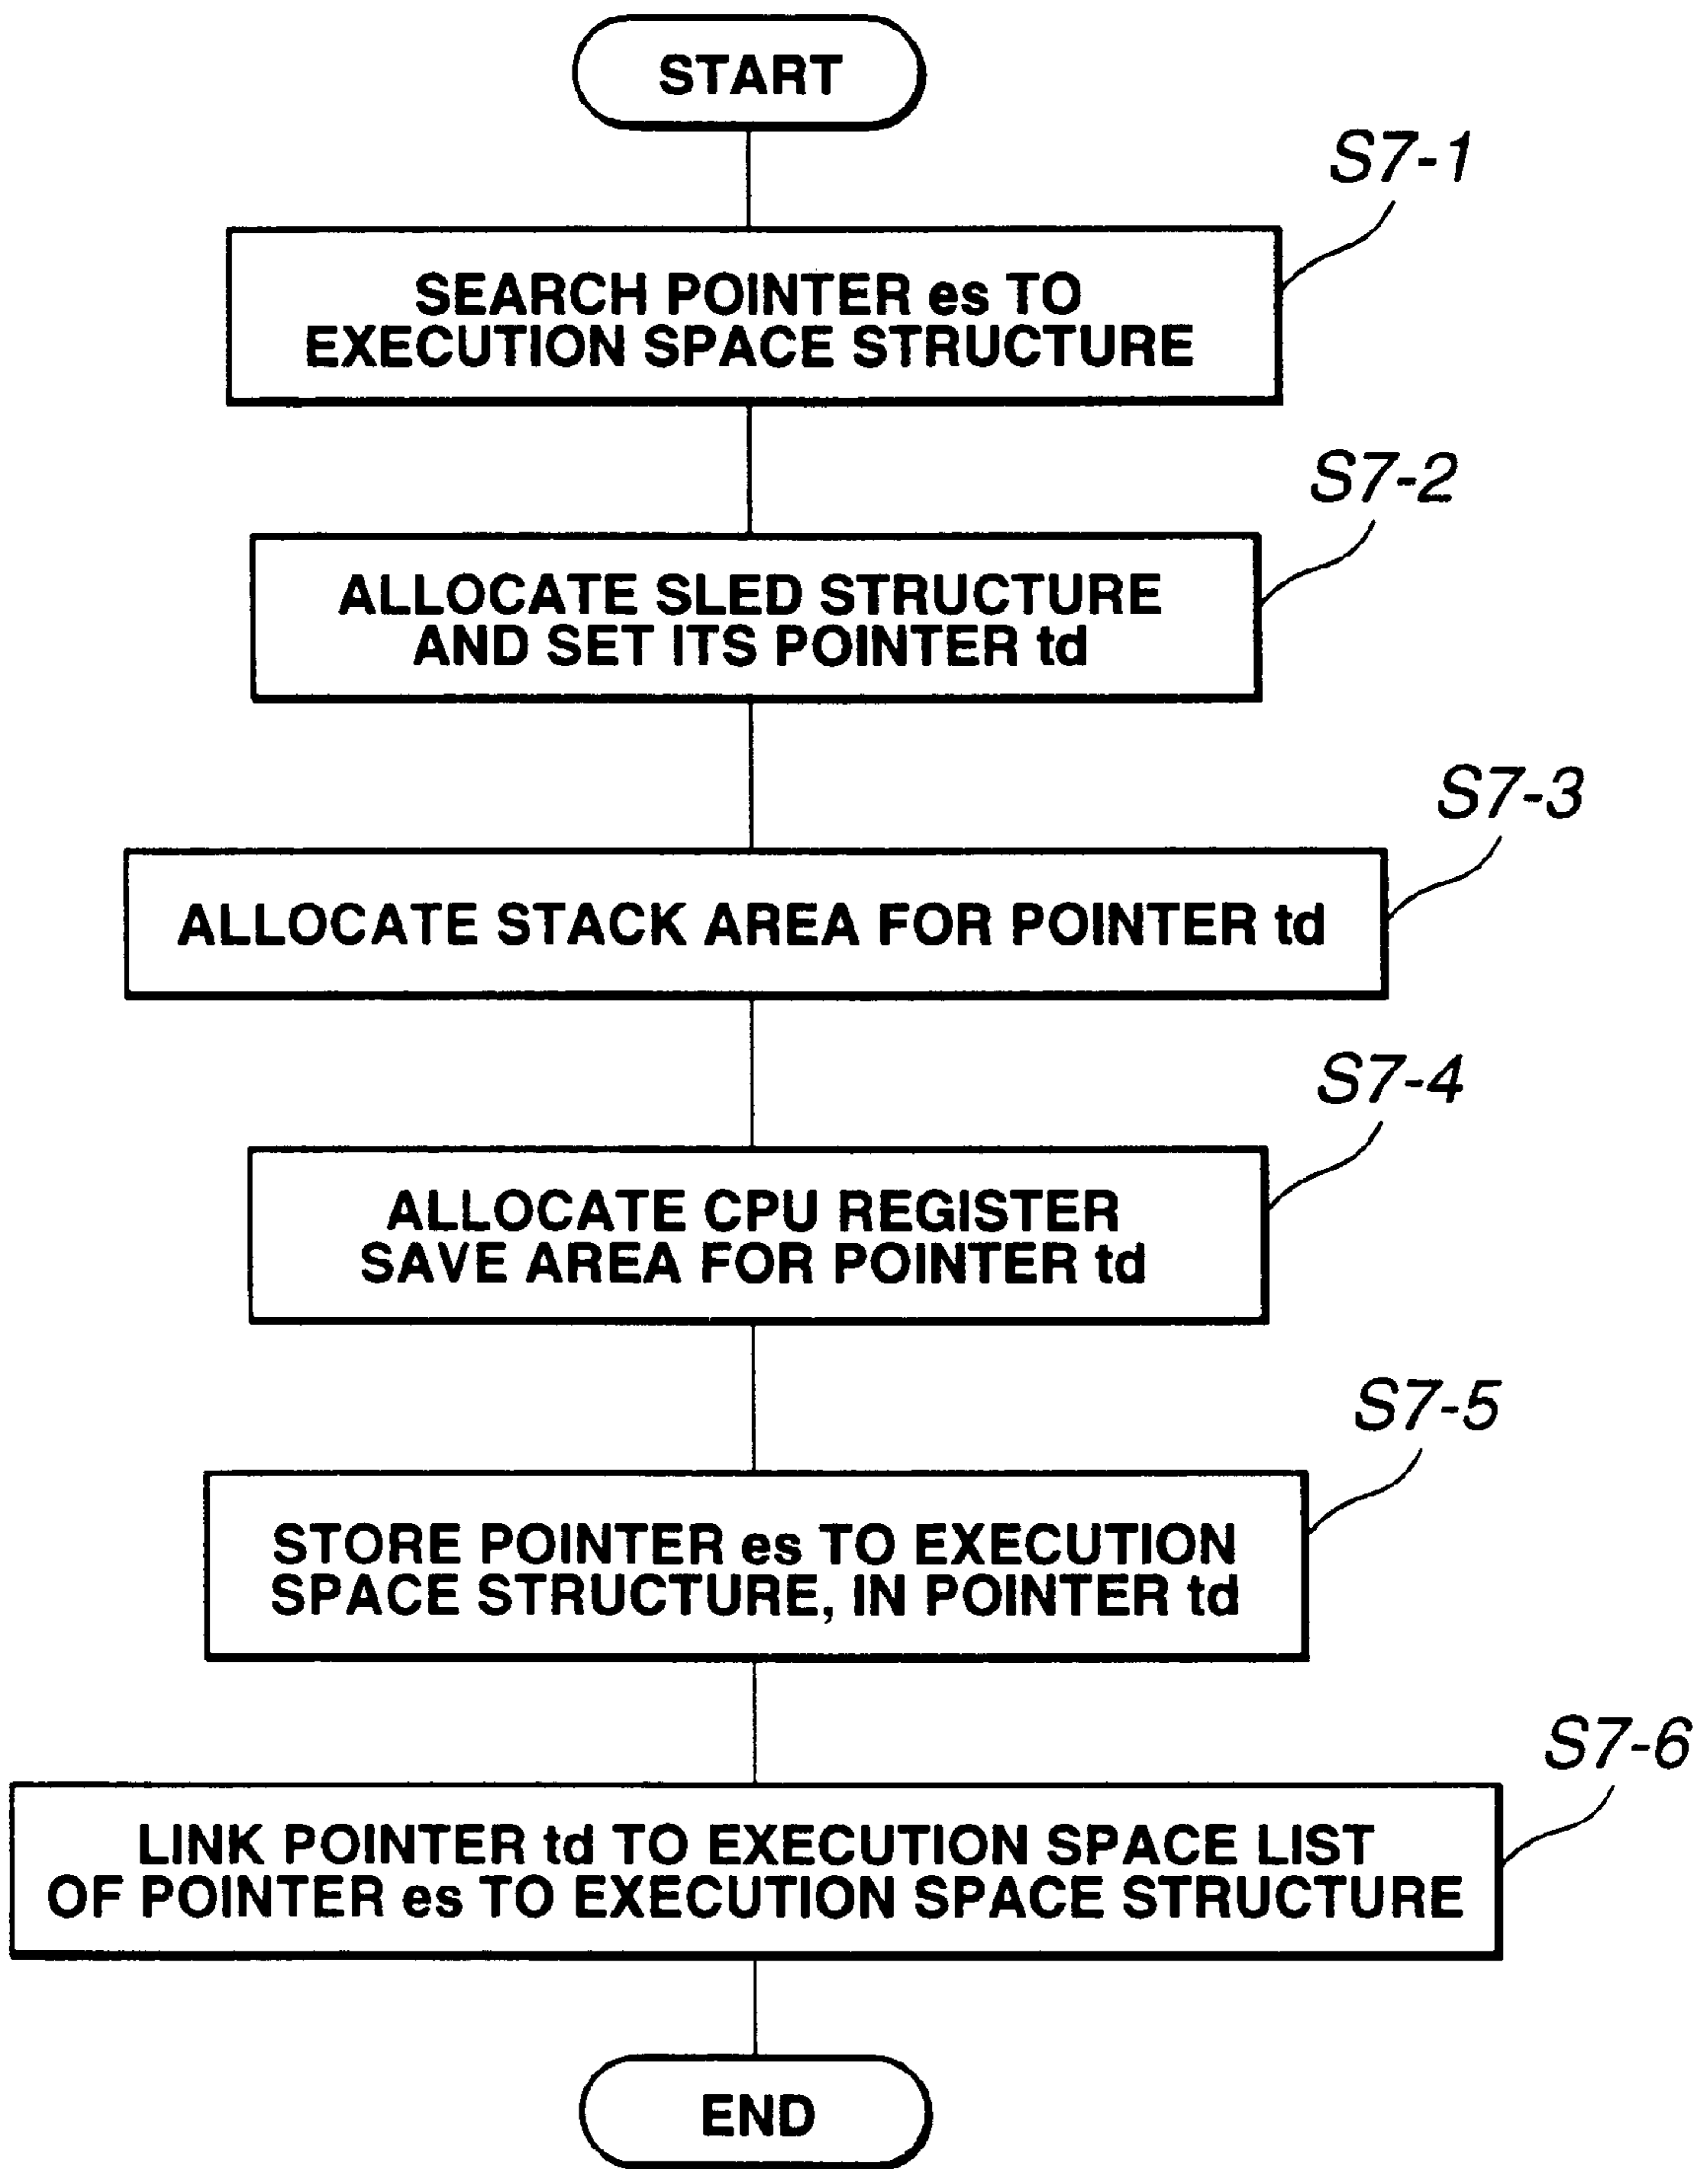 START
S7-1
SEARCH POINTER es TO
EXECUTION SPACE STRUCTURE
S7-2
ALLOCATE SLED STRUCTURE
AND SET ITS POINTER td
S7-3
ALLOCATE STACK AREA FOR POINTER td
S7-4
ALLOCATE CPU REGISTER
SAVE AREA FOR POINTER td
S7-5
STORE POINTER es TO EXECUTION
SPACE STRUCTURE, IN POINTER td
S7-6
LINK POINTER td TO EXECUTION SPACE LIST
OF POINTER es TO EXECUTION SPACE STRUCTURE
END